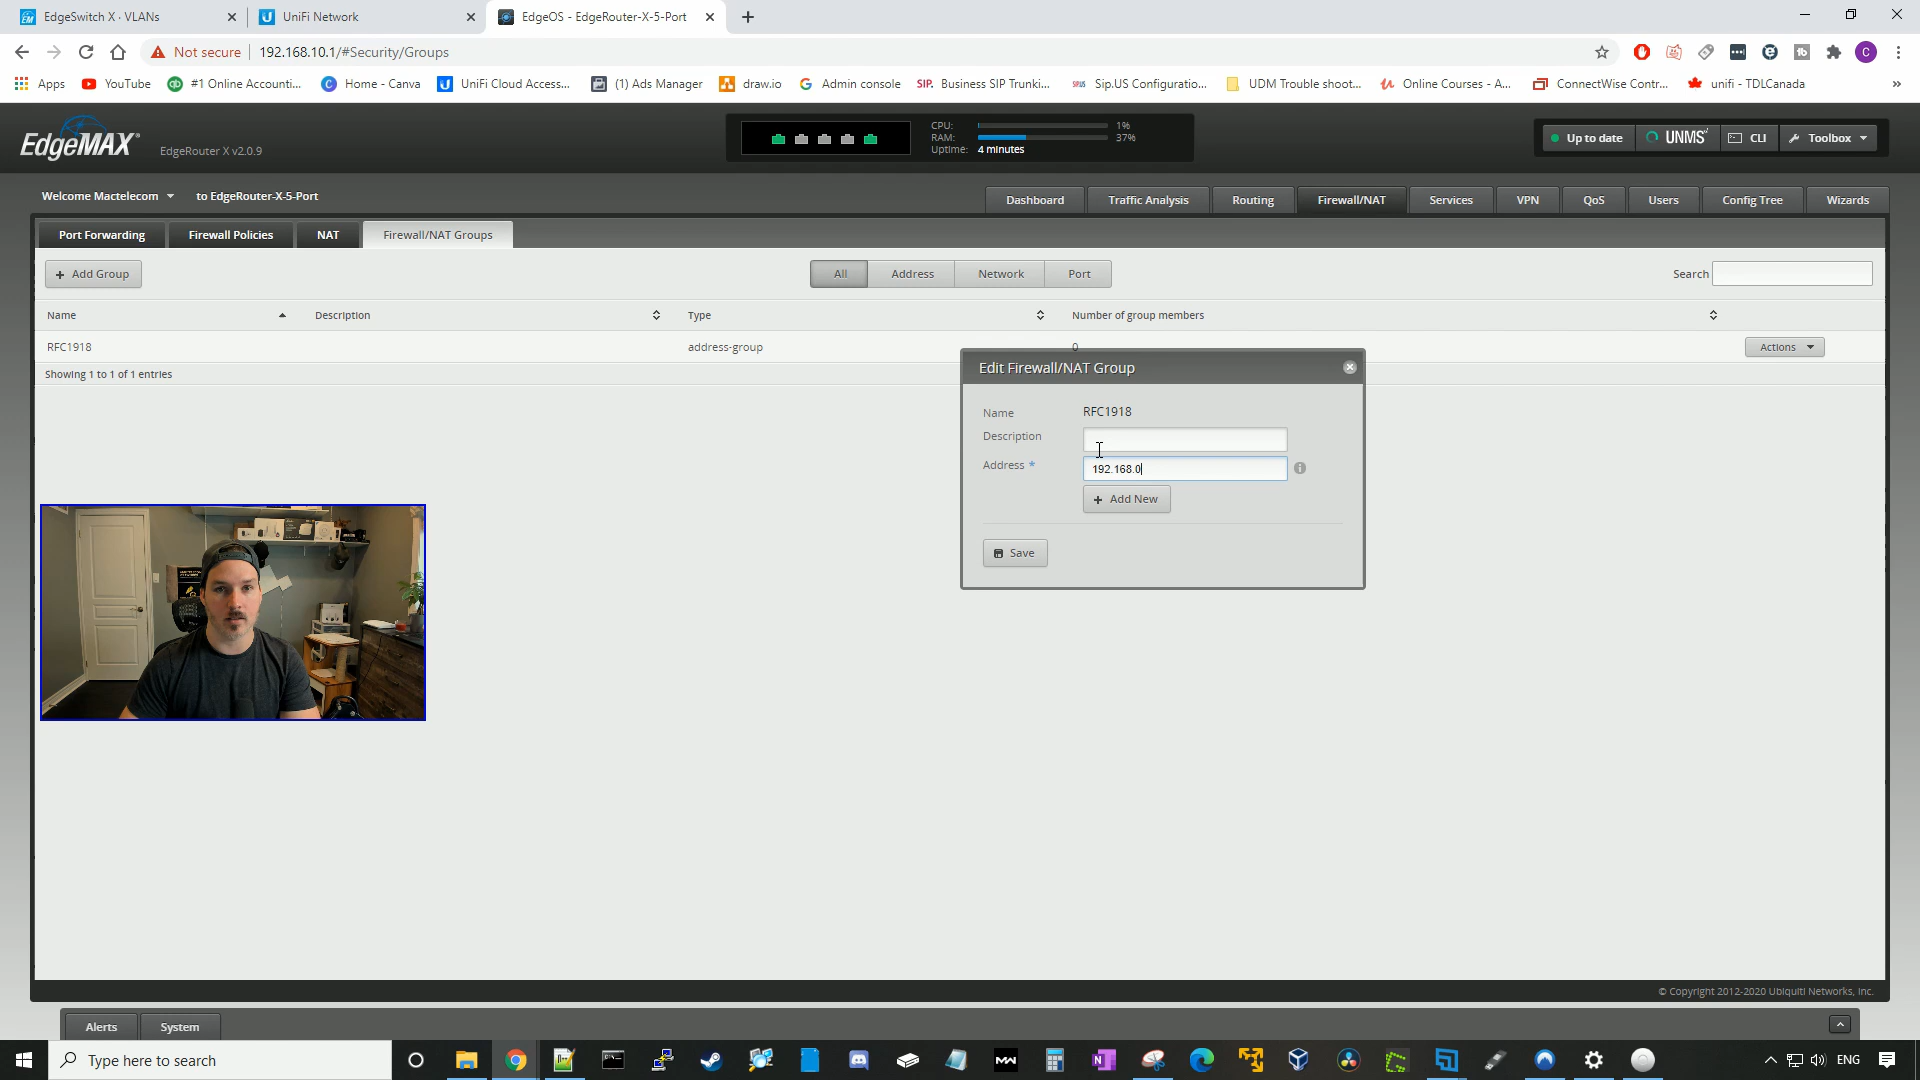 EdgeSwitch X - VLANs
UniFi Network
EdgeOS - EdgeRouter-X-5-Port
Not secure
192.168.10.1/#Security/Groups
Apps
YouTube
#1 Online Accounti...
Home - Canva
UniFi Cloud Access...
(1) Ads Manager
draw.io
Admin console
SIP. Business SIP Trunki...
Sip.US Configuratio...
UDM Trouble shoot...
Online Courses - A...
ConnectWise Contr...
unifi - TDLCanada
EdgeMAX
EdgeRouter X v2.0.9
CPU: 1%
RAM: 37%
Uptime: 4 minutes
Up to date
UNMS
CLI
Toolbox
Welcome Mactelecom
to EdgeRouter-X-5-Port
Dashboard
Traffic Analysis
Routing
Firewall/NAT
Services
VPN
QoS
Users
Config Tree
Wizards
Port Forwarding
Firewall Policies
NAT
Firewall/NAT Groups
+ Add Group
All
Address
Network
Port
Search
Name
Description
Type
Number of group members
RFC1918
address-group
0
Actions
Showing 1 to 1 of 1 entries
Edit Firewall/NAT Group
Name
RFC1918
Description
Address *
192.168.0
+ Add New
Save
© Copyright 2012-2020 Ubiquiti Networks, Inc.
Alerts
System
Type here to search
ENG